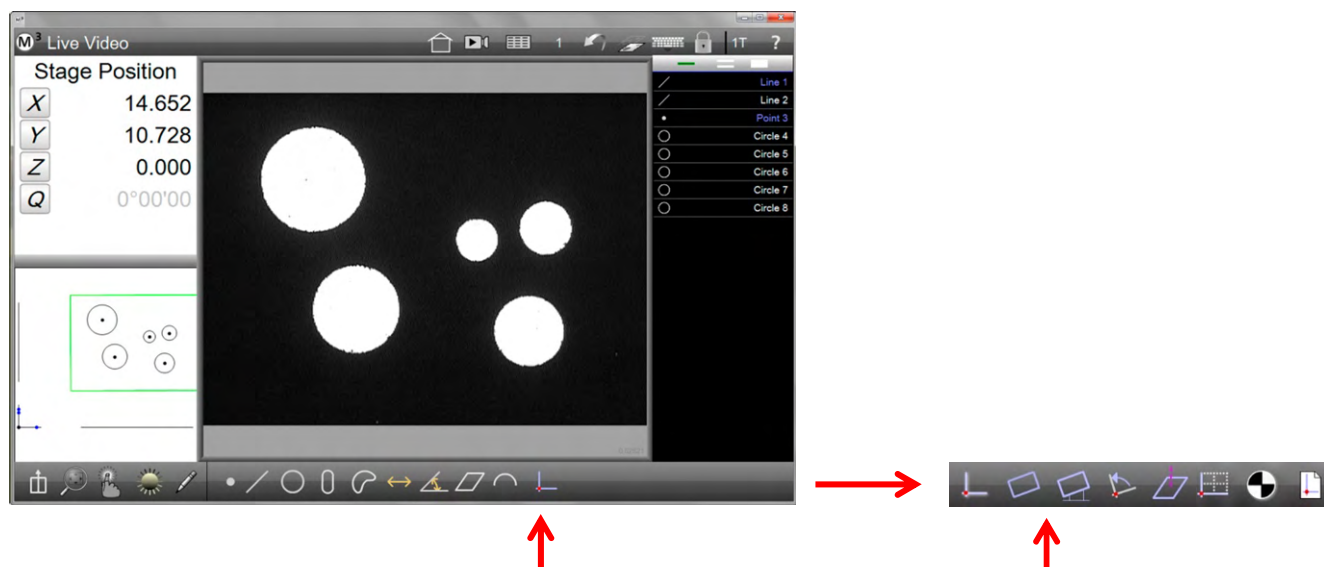 M³ Live Video
1
1T
?
Stage Position
X 14.652
Y 10.728
Z 0.000
Q 0°00'00
Line 1
Line 2
Point 3
Circle 4
Circle 5
Circle 6
Circle 7
Circle 8